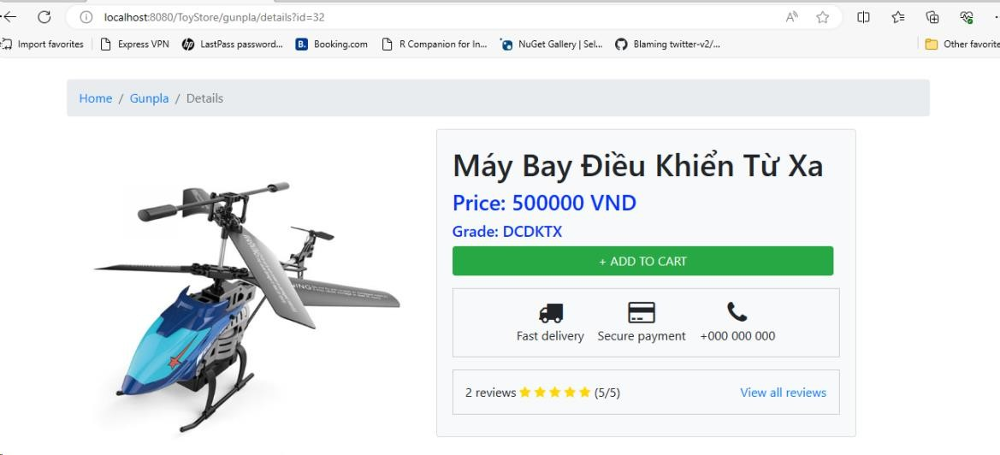 localhost:8080/ToyStore/gunpla/details?id=32
Import favorites Express VPN LastPass password... Booking.com R Companion for In... NuGet Gallery | Sel... Blaming twitter-v2/... Other favorite
Home / Gunpla / Details
Máy Bay Điều Khiển Từ Xa
Price: 500000 VND
Grade: DCDKTX
+ ADD TO CART
Fast delivery Secure payment +000 000 000
2 reviews (5/5) View all reviews